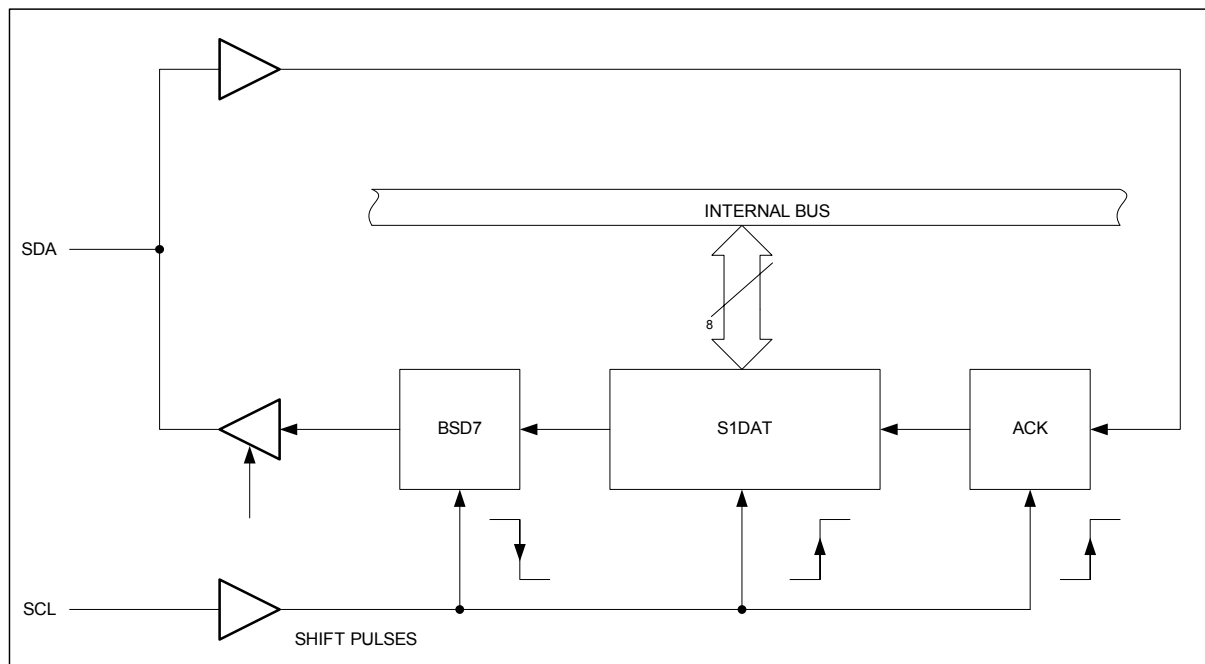 INTERNAL BUS
SDA
8
BSD7
S1DAT
ACK
SCL
SHIFT PULSES